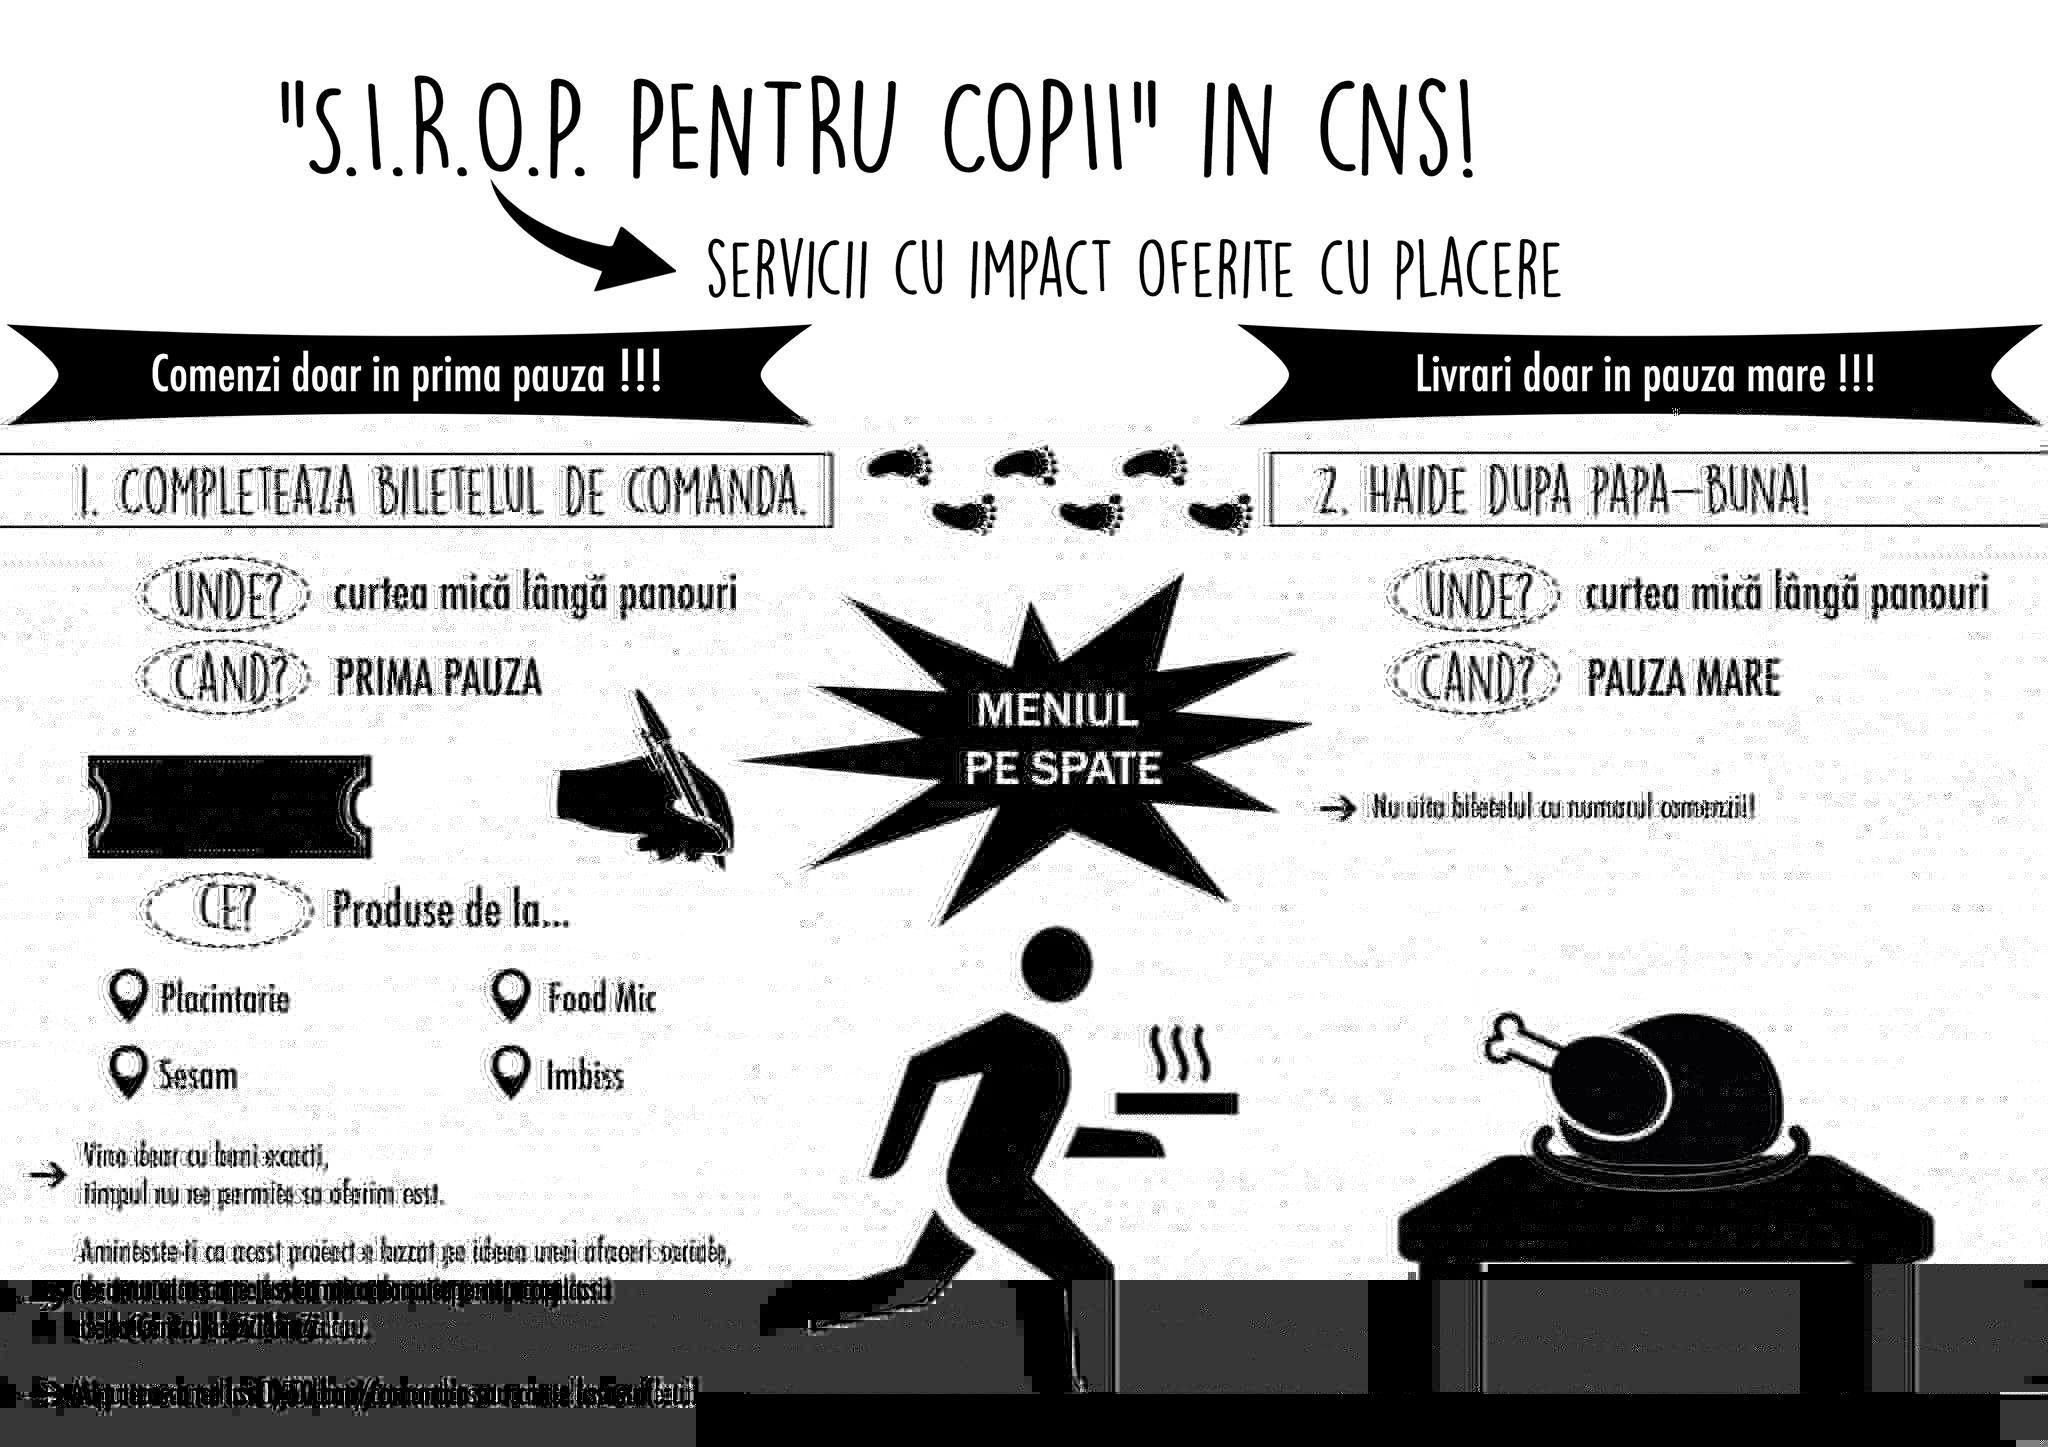 "S.I.R.O.P. PENTRU COPII" IN CNS!
SERVICII CU IMPACT OFERITE CU PLACERE
Comenzi doar in prima pauza !!!
Livrari doar in pauza mare !!!
1. COMPLETEAZA BILETELUL DE COMANDA.
2. HAIDE DUPA PAPA-BUNA!
UNDE? curtea mică lângă panouri
CAND? PRIMA PAUZA
UNDE? curtea mică lângă panouri
CAND? PAUZA MARE
MENIUL
PE SPATE
Nu uita biletelul cu numarul comenzii!
CE? Produse de la...
Placintarie
Food Mic
Sesam
Imbiss
Vino doar cu bani exacti,
timpul nu ne permite sa oferim rest.
Aminteste-ti ca acest proiect e bazat pe ideea unei afaceri sociale,